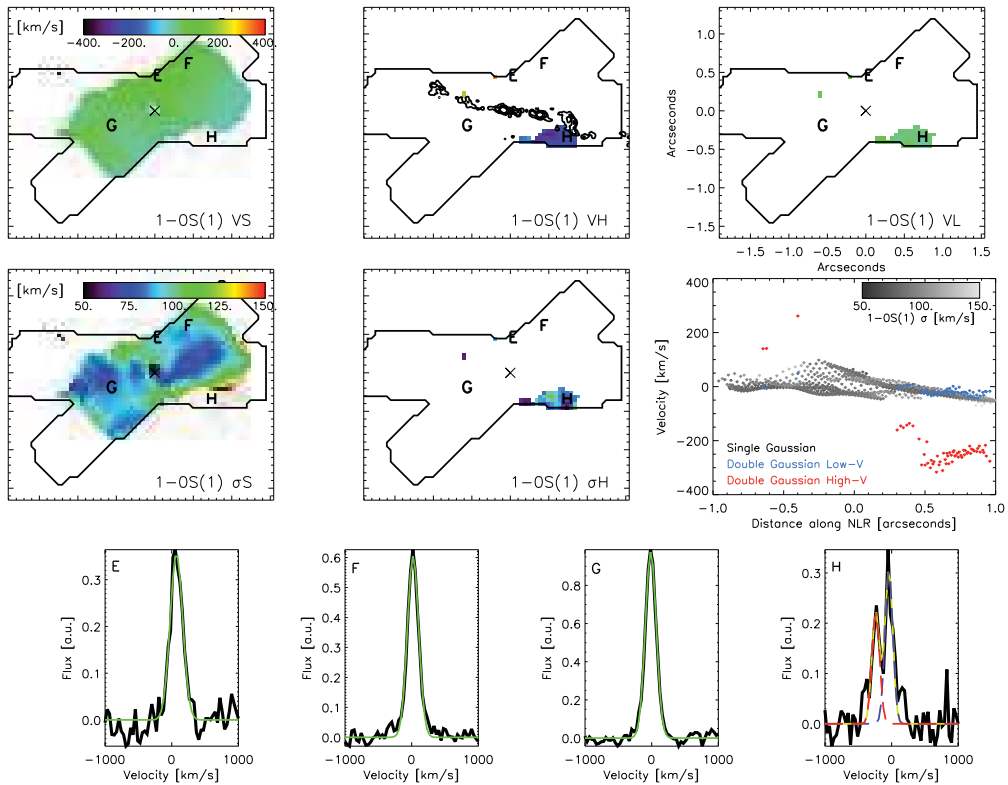 [km/s]
-400. -200. 0. 200. 400.
E
F
G
H
1-0S(1) VS
E
F
G
H
1-0S(1) VH
Arcseconds
1.0
0.5
0.0
-0.5
-1.0
-1.5
E
F
G
H
1-0S(1) VL
-1.5 -1.0 -0.5 0.0 0.5 1.0 1.5
Arcseconds
[km/s]
50. 75. 100. 125. 150.
E
F
G
H
1-0S(1) σS
E
F
G
H
1-0S(1) σH
Velocity [km/s]
400
200
0
-200
-400
50. 100. 150.
1-0S(1) σ [km/s]
Single Gaussian
Double Gaussian Low-V
Double Gaussian High-V
-1.0 -0.5 0.0 0.5 1.0
Distance along NLR [arcseconds]
E
Flux [a.u.]
0.3
0.2
0.1
0.0
-1000 0 1000
Velocity [km/s]
F
Flux [a.u.]
0.6
0.5
0.4
0.3
0.2
0.1
0.0
-1000 0 1000
Velocity [km/s]
G
Flux [a.u.]
0.8
0.6
0.4
0.2
0.0
-1000 0 1000
Velocity [km/s]
H
Flux [a.u.]
0.3
0.2
0.1
0.0
-1000 0 1000
Velocity [km/s]